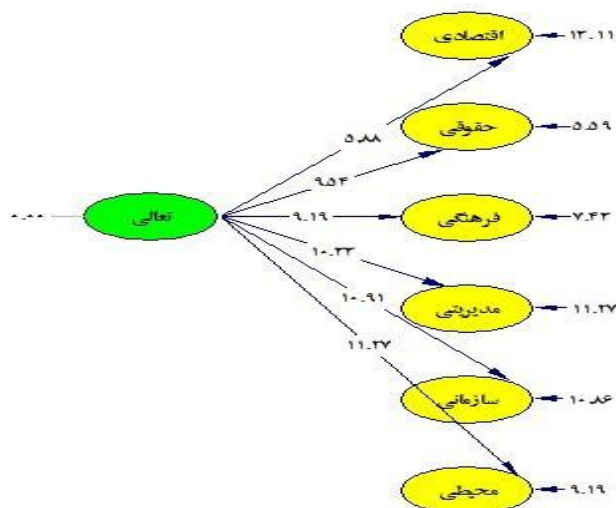 اقتصادی
۱۳.۱۱
۵.۸۸
حقوقی
۵.۵۹
۹.۵۴
تعالی
۰.۰۰
۹.۱۹
فرهنگی
۷.۴۳
۱۰.۳۳
مدیریتی
۱۱.۲۷
۱۰.۹۱
۱۱.۲۷
سازمانی
۱۰.۸۶
محیطی
۹.۱۹